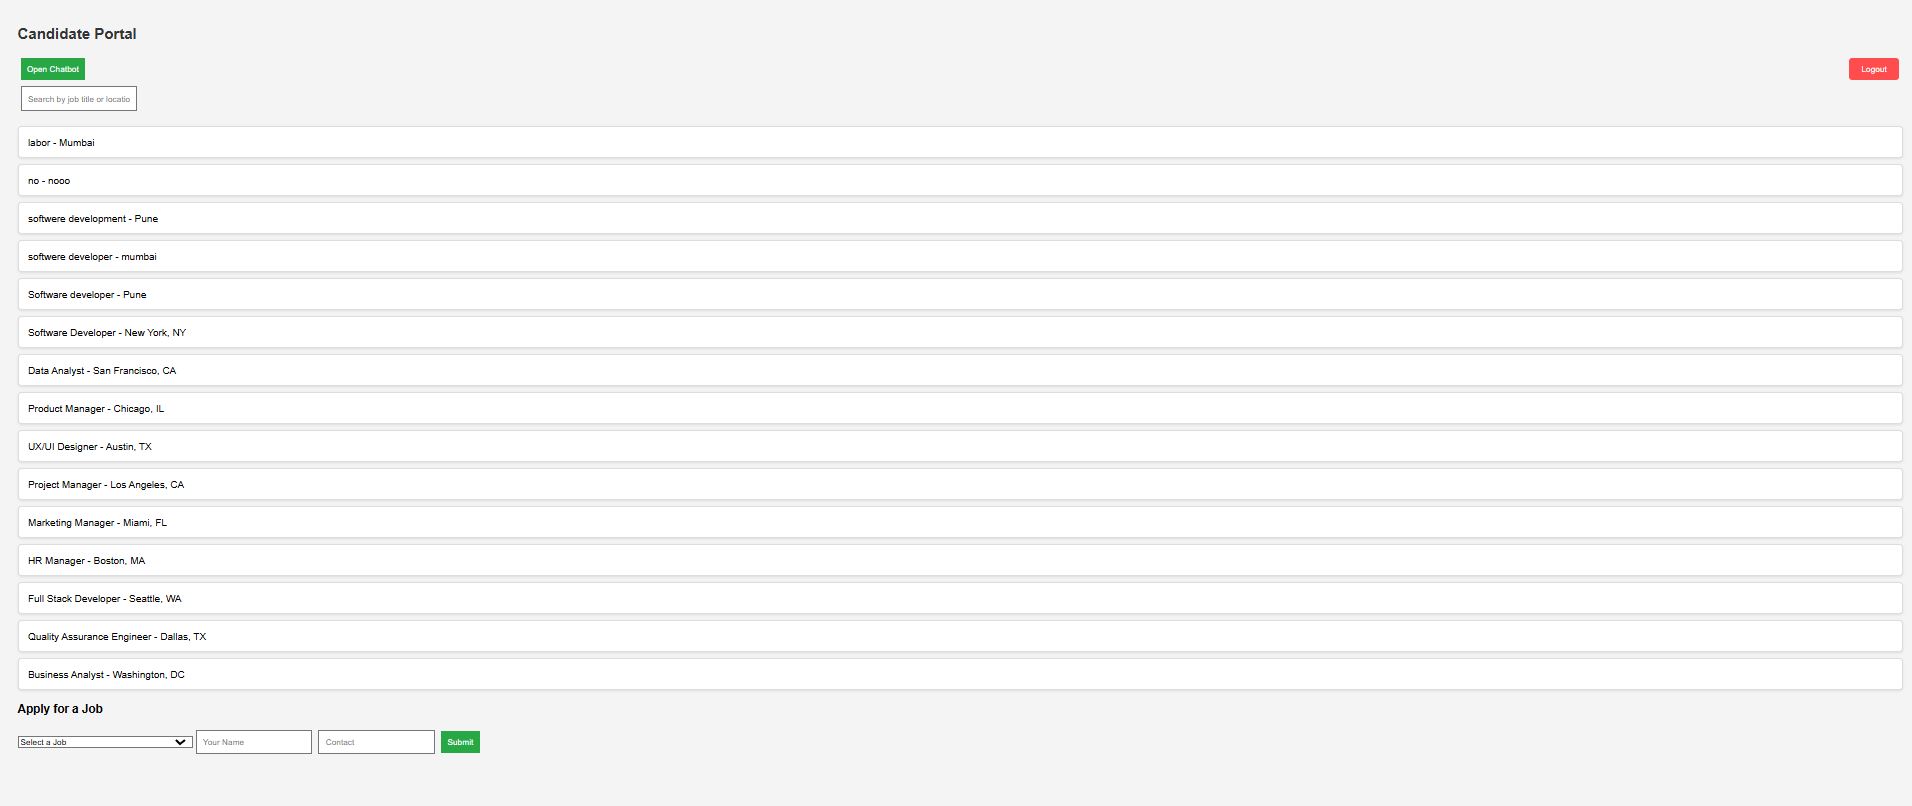 Candidate Portal
Open Chatbot
Logout
Search by job title or locatio
labor - Mumbai
no - nooo
softwere development - Pune
softwere developer - mumbai
Software developer - Pune
Software Developer - New York, NY
Data Analyst - San Francisco, CA
Product Manager - Chicago, IL
UX/UI Designer - Austin, TX
Project Manager - Los Angeles, CA
Marketing Manager - Miami, FL
HR Manager - Boston, MA
Full Stack Developer - Seattle, WA
Quality Assurance Engineer - Dallas, TX
Business Analyst - Washington, DC
Apply for a Job
Select a Job Your Name Contact Submit